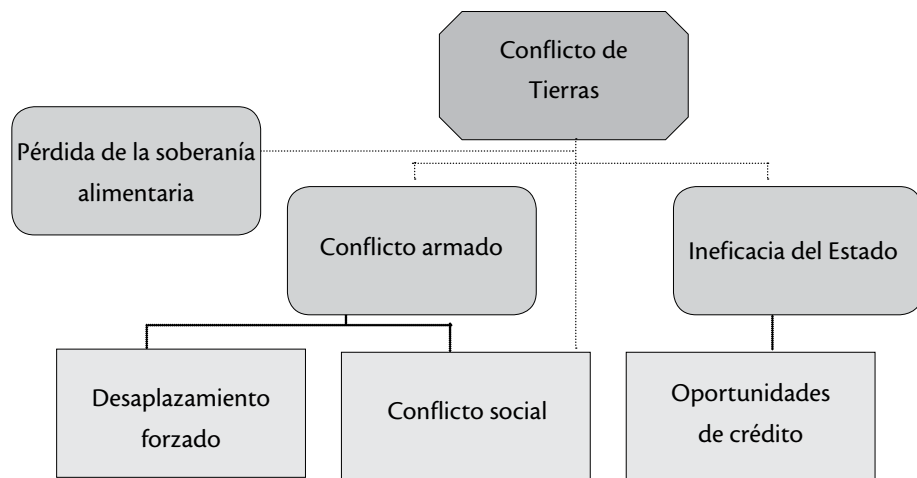 Conflicto de
Tierras
Pérdida de la soberanía
alimentaria
Conflicto armado
Ineficacia del Estado
Desaplazamiento
forzado
Conflicto social
Oportunidades
de crédito